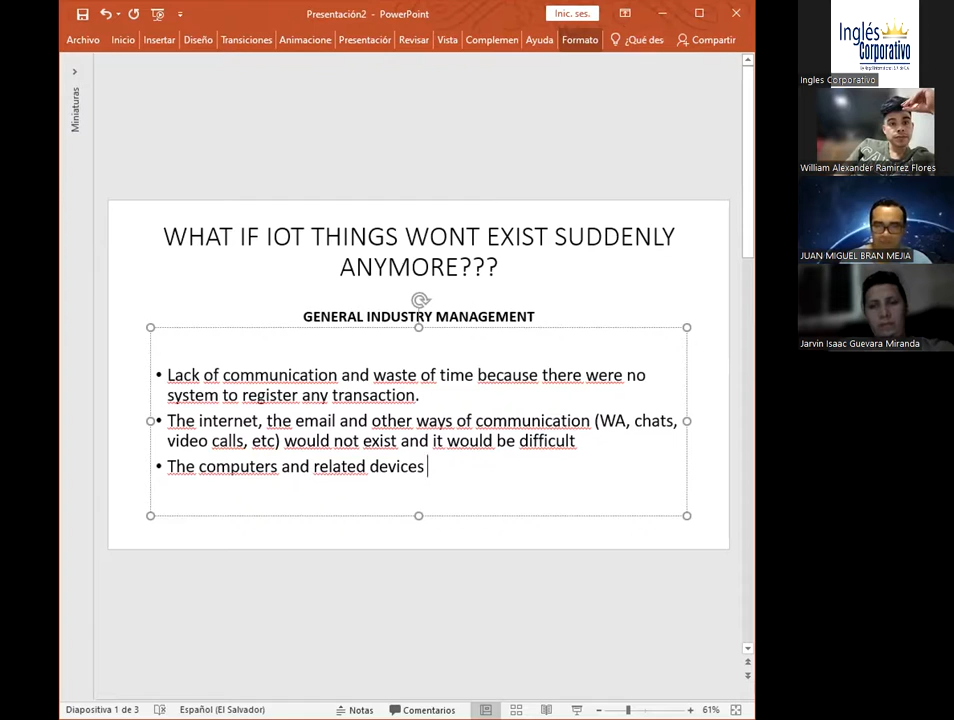 Presentación2 - PowerPoint
Inic. ses.
Archivo Inicio Insertar Diseño Transiciones Animacione Presentaciór Revisar Vista Complemen Ayuda Formato ¿Qué des Compartir
Miniaturas
WHAT IF IOT THINGS WONT EXIST SUDDENLY
ANYMORE???
GENERAL INDUSTRY MANAGEMENT
• Lack of communication and waste of time because there were no
system to register any transaction.
• The internet, the email and other ways of communication (WA, chats,
video calls, etc) would not exist and it would be difficult
• The computers and related devices
Diapositiva 1 de 3 Español (El Salvador) Notas Comentarios 61%
Inglés
Corporativo
Ingles Corporativo
William Alexander Ramirez Flores
JUAN MIGUEL BRAN MEJIA
Jarvin Isaac Guevara Miranda